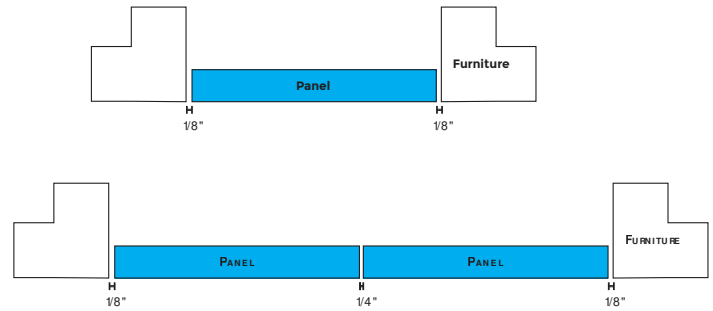 Furniture
Panel
1/8"
1/8"
FURNITURE
PANEL
PANEL
1/8"
1/4"
1/8"